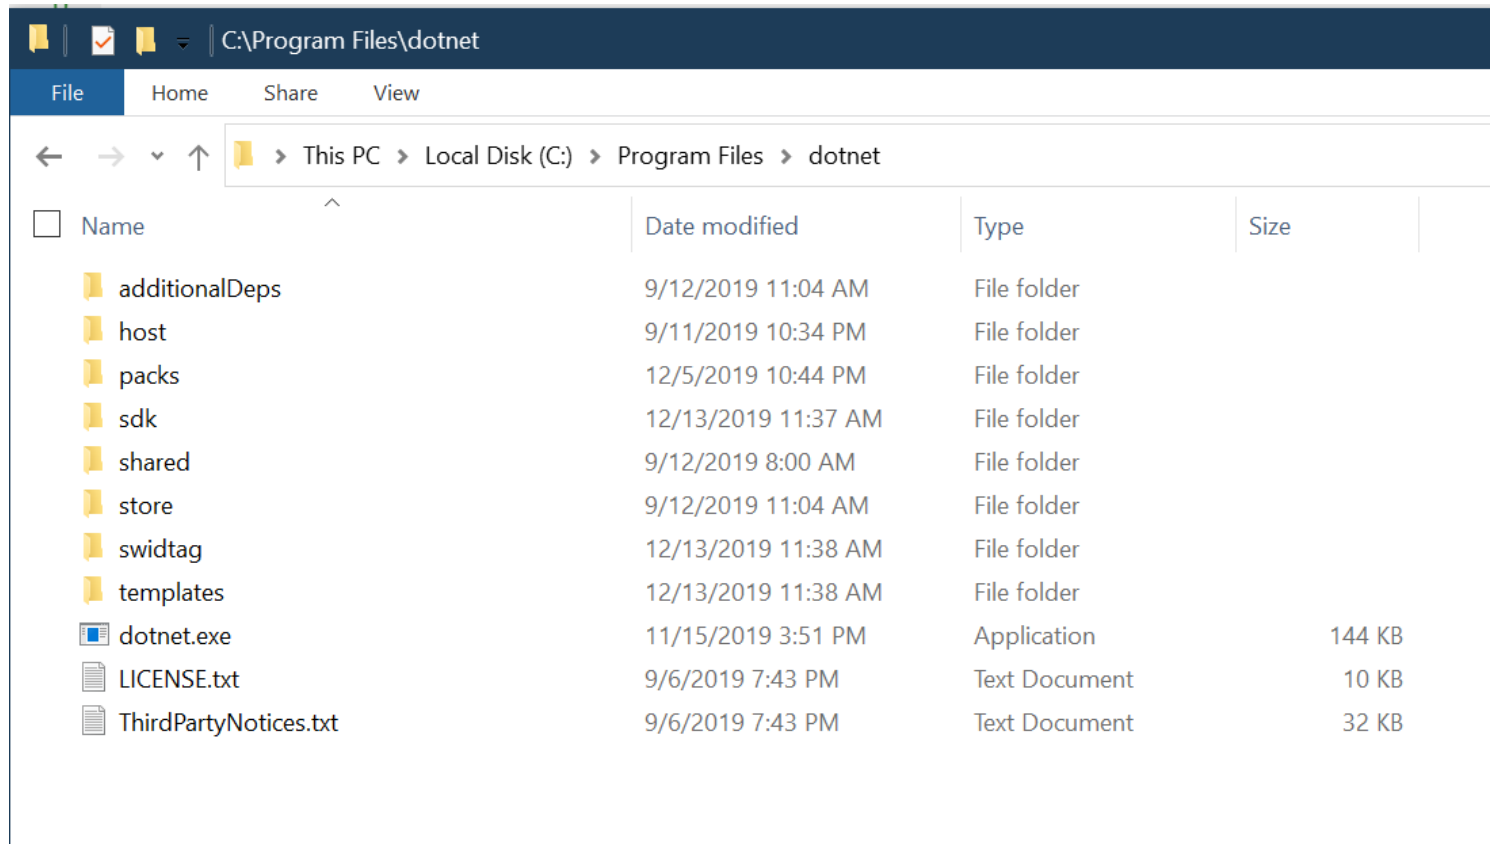 C:\Program Files\dotnet
File Home Share View
This PC Local Disk (C:) Program Files dotnet
Name Date modified Type Size
additionalDeps 9/12/2019 11:04 AM File folder
host 9/11/2019 10:34 PM File folder
packs 12/5/2019 10:44 PM File folder
sdk 12/13/2019 11:37 AM File folder
shared 9/12/2019 8:00 AM File folder
store 9/12/2019 11:04 AM File folder
swidtag 12/13/2019 11:38 AM File folder
templates 12/13/2019 11:38 AM File folder
dotnet.exe 11/15/2019 3:51 PM Application 144 KB
LICENSE.txt 9/6/2019 7:43 PM Text Document 10 KB
ThirdPartyNotices.txt 9/6/2019 7:43 PM Text Document 32 KB